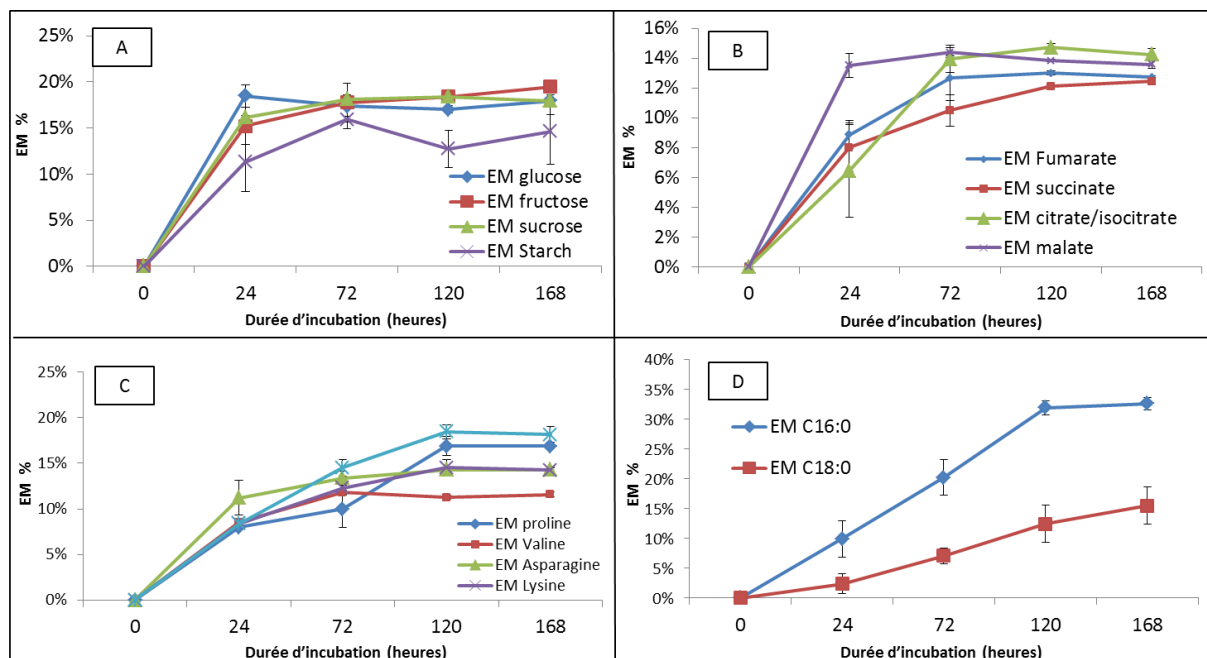 A
25%
20%
15%
10%
5%
0%
EM %
0 24 72 120 168
Durée d'incubation (heures)
EM glucose
EM fructose
EM sucrose
EM Starch
B
16%
14%
12%
10%
8%
6%
4%
2%
0%
EM %
0 24 72 120 168
Durée d'incubation (heures)
EM Fumarate
EM succinate
EM citrate/isocitrate
EM malate
C
25%
20%
15%
10%
5%
0%
EM %
0 24 72 120 168
Durée d'incubation (heures)
EM proline
EM Valine
EM Asparagine
EM Lysine
D
40%
35%
30%
25%
20%
15%
10%
5%
0%
EM %
0 24 72 120 168
Durée d'incubation (heures)
EM C16:0
EM C18:0